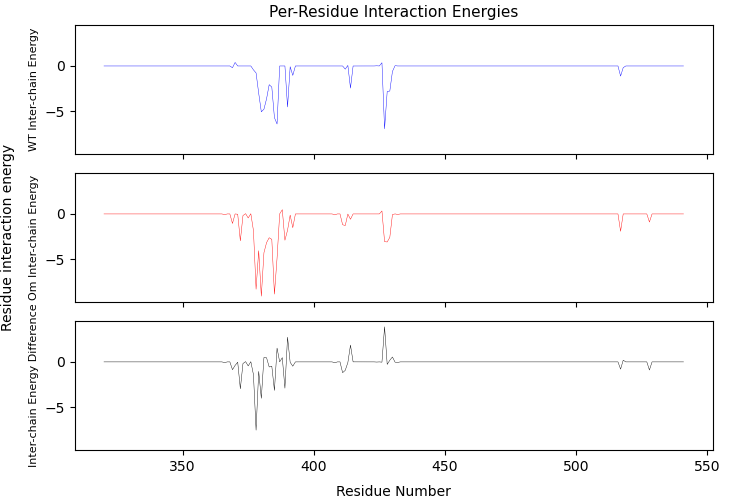 Per-Residue Interaction Energies
Residue interaction energy
WT Inter-chain Energy
0
−5
Om Inter-chain Energy
0
−5
Inter-chain Energy Difference
0
−5
350
400
450
500
550
Residue Number